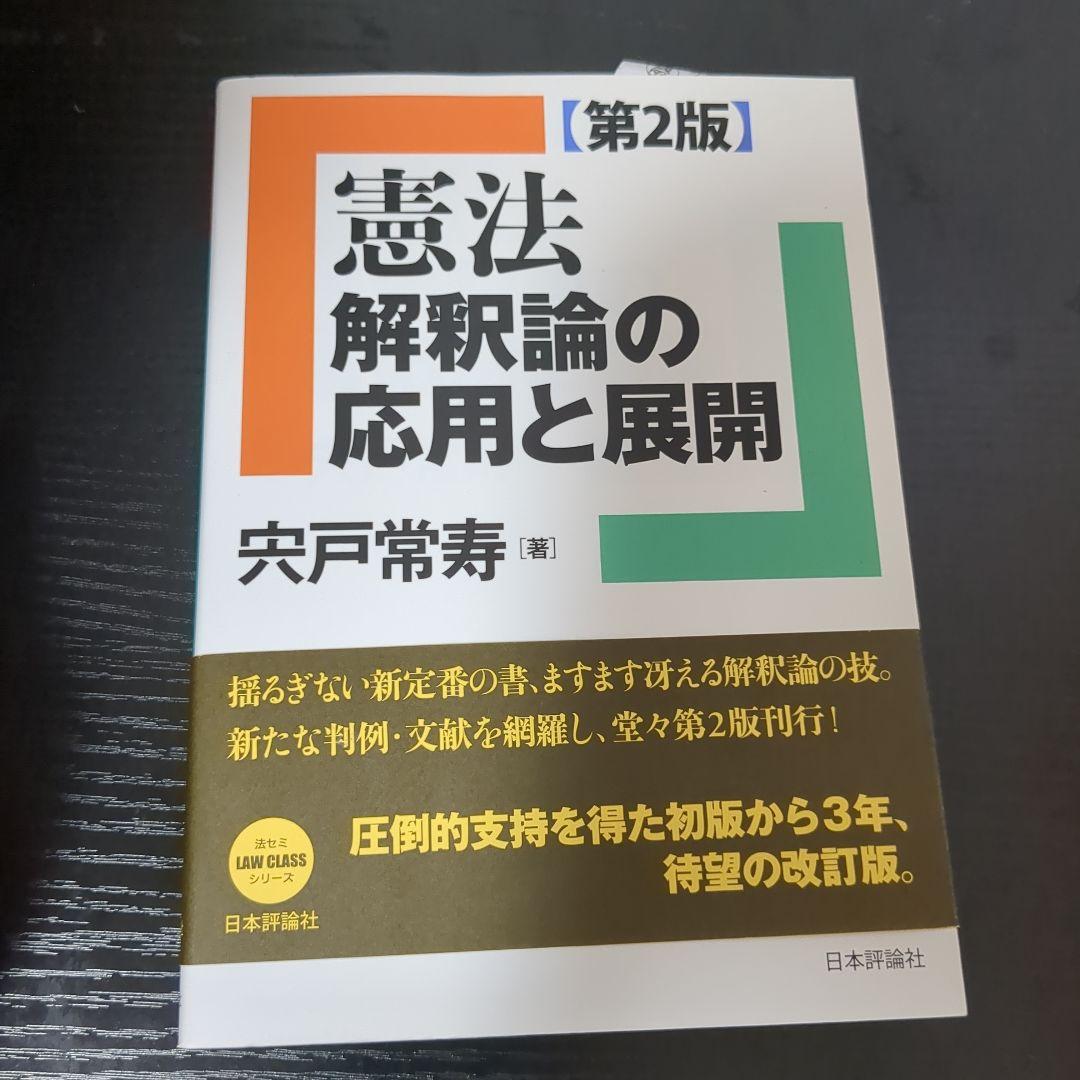 【第2版】
憲法
解釈論の
応用と展開
宍戸常寿[著]
揺るぎない新定番の書、ますます冴える解釈論の技。
新たな判例・文献を網羅し、堂々第2版刊行！
圧倒的支持を得た初版から3年、
待望の改訂版。
法セミ
LAW CLASS
シリーズ
日本評論社
日本評論社